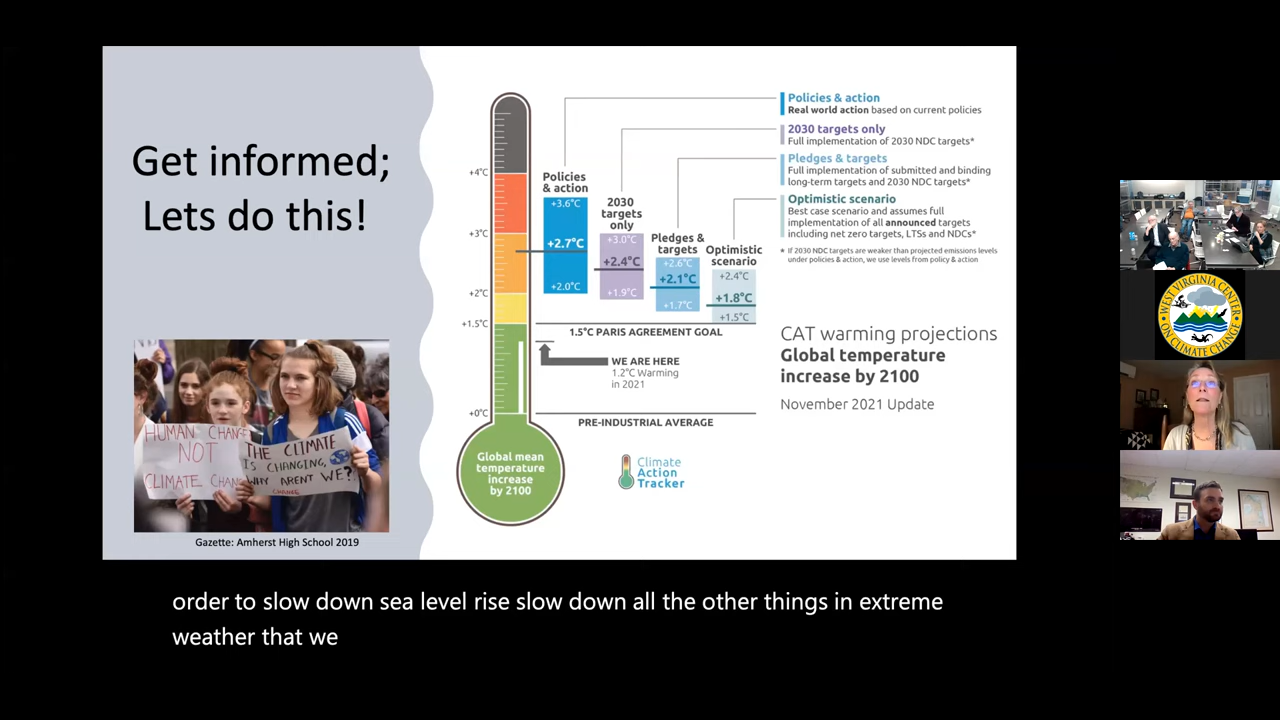 Get informed;
Lets do this!
HUMAN CHANGE
NOT
CLIMATE CHANGE
THE CLIMATE
IS CHANGING,
WHY ARENT WE?
CHANGE
Gazette: Amherst High School 2019
+4°C
+3°C
+2°C
+1.5°C
+0°C
Global mean
temperature
increase
by 2100
Policies
& action
+3.6°C
+2.7°C
+2.0°C
2030
targets
only
+3.0°C
+2.4°C
+1.9°C
Pledges &
targets
+2.6°C
+2.1°C
+1.7°C
Optimistic
scenario
+2.4°C
+1.8°C
+1.5°C
1.5°C PARIS AGREEMENT GOAL
WE ARE HERE
1.2°C Warming
in 2021
PRE-INDUSTRIAL AVERAGE
Climate
Action
Tracker
Policies & action
Real world action based on current policies
2030 targets only
Full implementation of 2030 NDC targets*
Pledges & targets
Full implementation of submitted and binding
long-term targets and 2030 NDC targets*
Optimistic scenario
Best case scenario and assumes full
implementation of all announced targets
including net zero targets, LTSs and NDCs*
* If 2030 NDC targets are weaker than projected emissions levels
under policies & action, we use levels from policy & action
CAT warming projections
Global temperature
increase by 2100
November 2021 Update
WEST VIRGINIA CENTER
ON CLIMATE CHANGE
order to slow down sea level rise slow down all the other things in extreme
weather that we